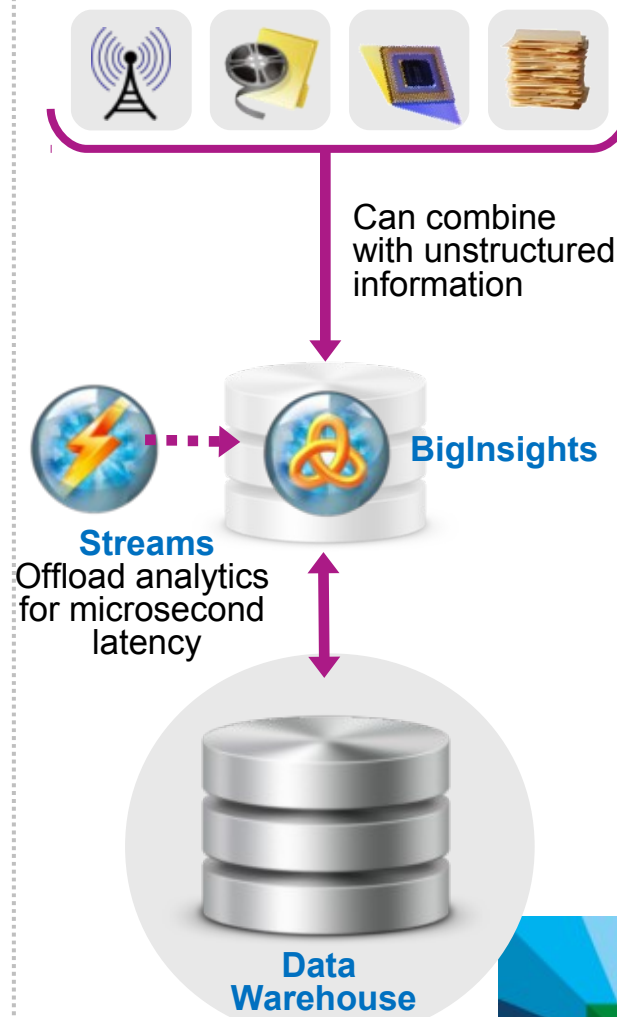 Can combine
with unstructured
information
BigInsights
Streams
Offload analytics
for microsecond
latency
Data
Warehouse